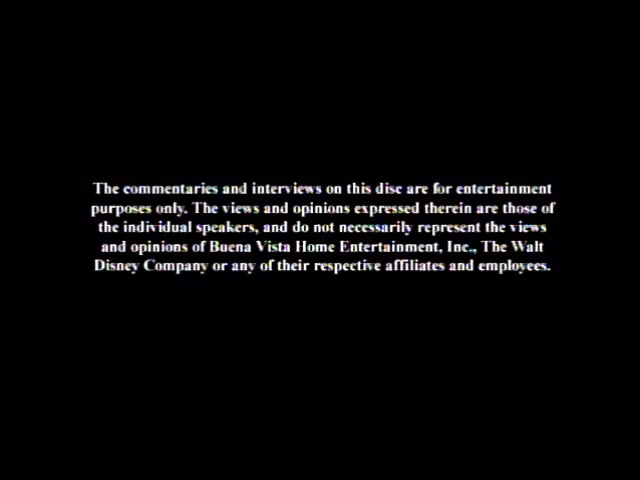 The commentaries and interviews on this disc are for entertainment
purposes only. The views and opinions expressed therein are those of
the individual speakers, and do not necessarily represent the views
and opinions of Buena Vista Home Entertainment, Inc., The Walt
Disney Company or any of their respective affiliates and employees.